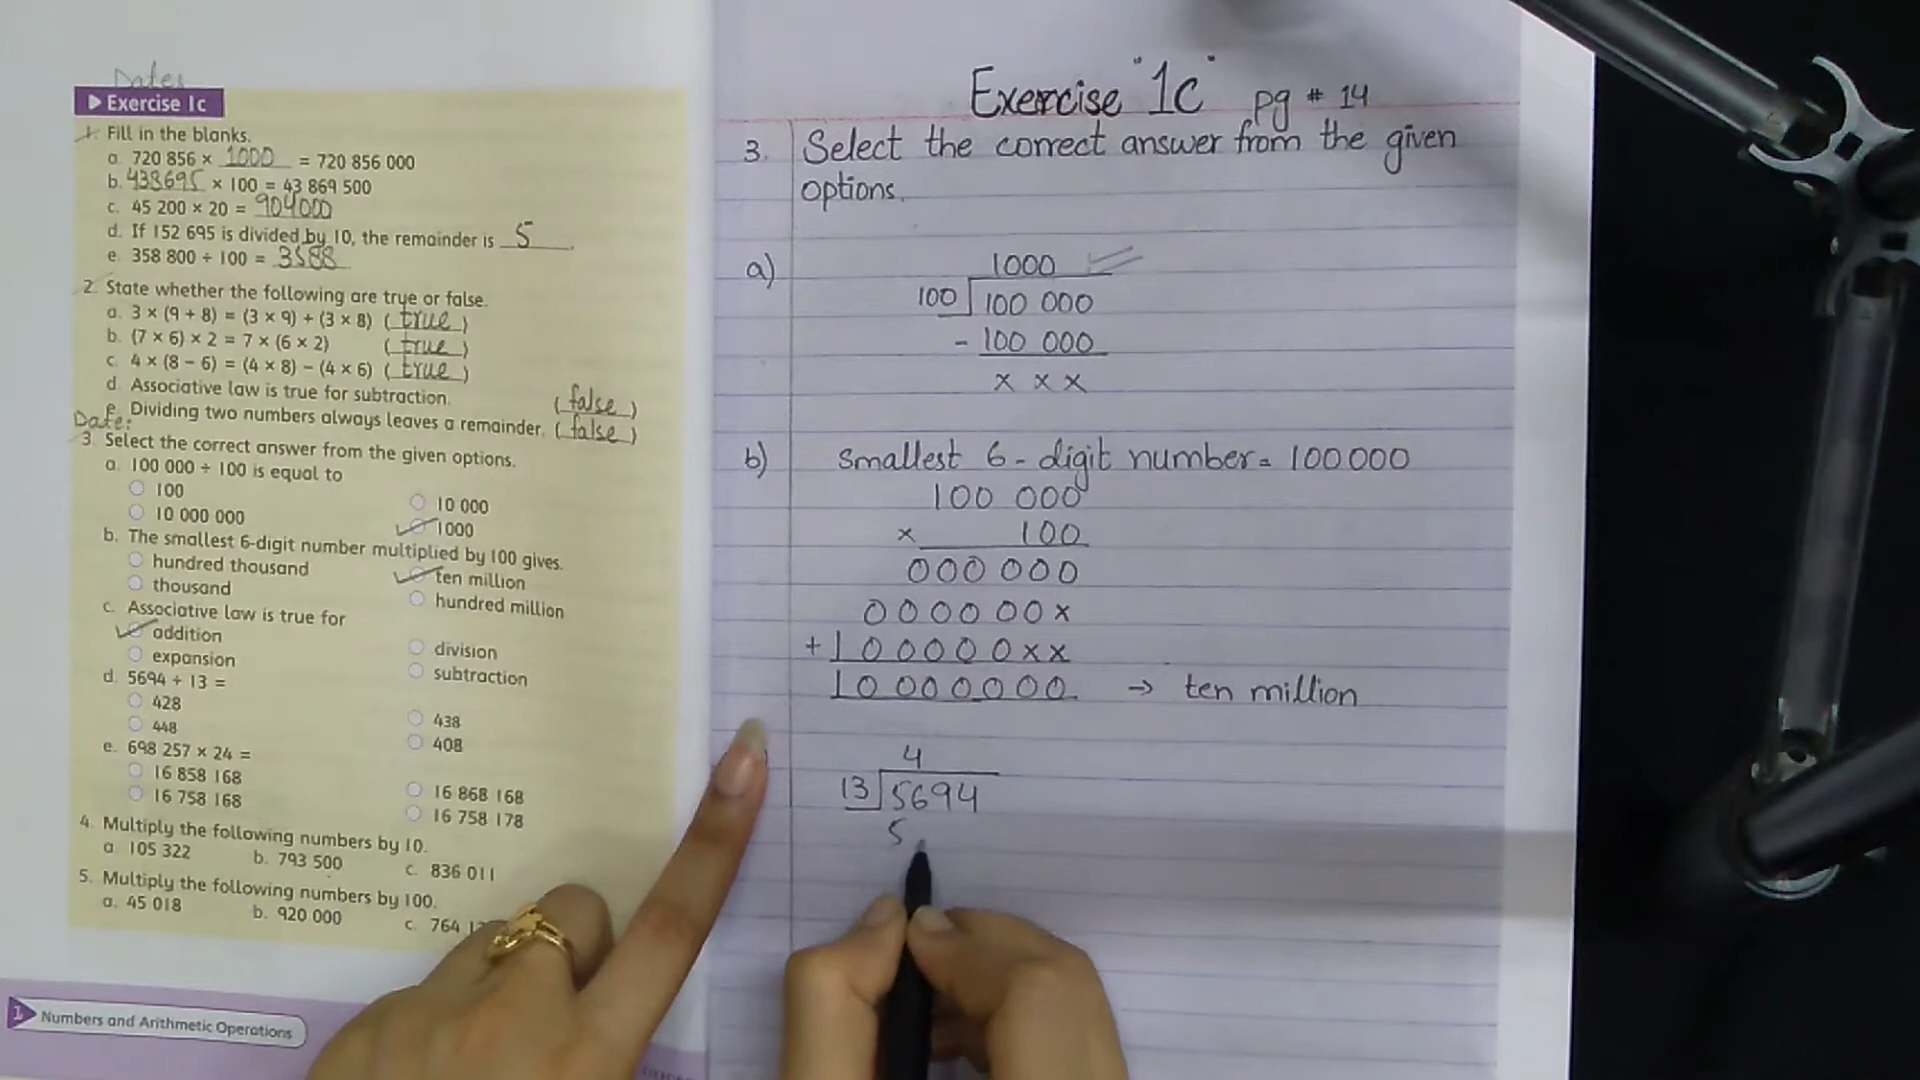 Dates
Exercise 1c
1. Fill in the blanks.
a. 720 856 × 1000 = 720 856 000
b. 438695 × 100 = 43 869 500
c. 45 200 × 20 = 904000
d. If 152 695 is divided by 10, the remainder is 5.
e. 358 800 ÷ 100 = 3588
2. State whether the following are true or false.
a. 3 × (9 + 8) = (3 × 9) + (3 × 8) (true)
b. (7 × 6) × 2 = 7 × (6 × 2) (true)
c. 4 × (8 − 6) = (4 × 8) − (4 × 6) (true)
d. Associative law is true for subtraction. (false)
e. Dividing two numbers always leaves a remainder. (false)
Date:
3. Select the correct answer from the given options.
a. 100 000 ÷ 100 is equal to
100 10 000
10 000 000 1000
b. The smallest 6-digit number multiplied by 100 gives.
hundred thousand ten million
thousand hundred million
c. Associative law is true for
addition division
expansion subtraction
d. 5694 ÷ 13 =
428 438
448 408
e. 698 257 × 24 =
16 858 168 16 868 168
16 758 168 16 758 178
4. Multiply the following numbers by 10.
a. 105 322 b. 793 500 c. 836 011
5. Multiply the following numbers by 100.
a. 45 018 b. 920 000 c. 764
1 Numbers and Arithmetic Operations
Exercise "1c" pg # 14
3. Select the correct answer from the given
options.
a) 1000
100 100 000
- 100 000
x x x
b) Smallest 6-digit number = 100000
100 000
× 100
000 000
000000x
+100000xx
10 000000 → ten million
4
13 5694
5